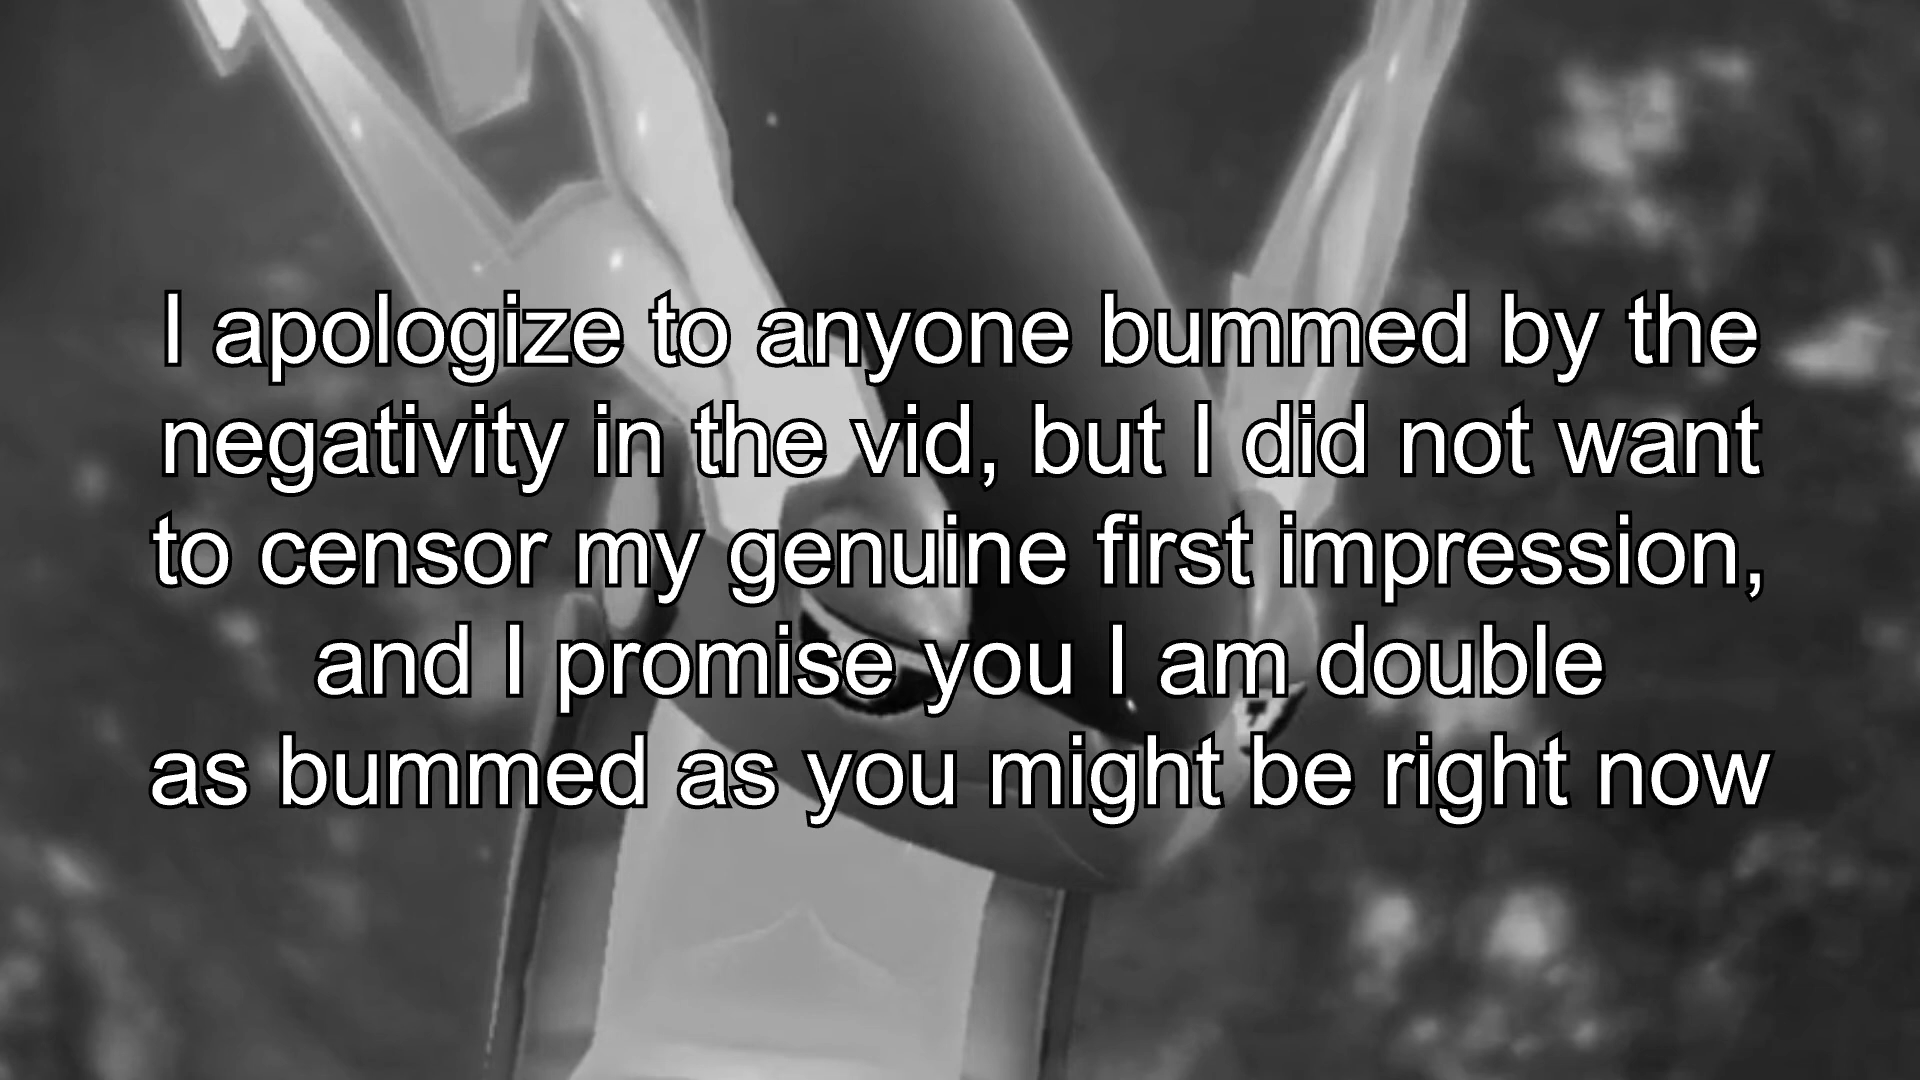 I apologize to anyone bummed by the
negativity in the vid, but I did not want
to censor my genuine first impression,
and I promise you I am double
as bummed as you might be right now